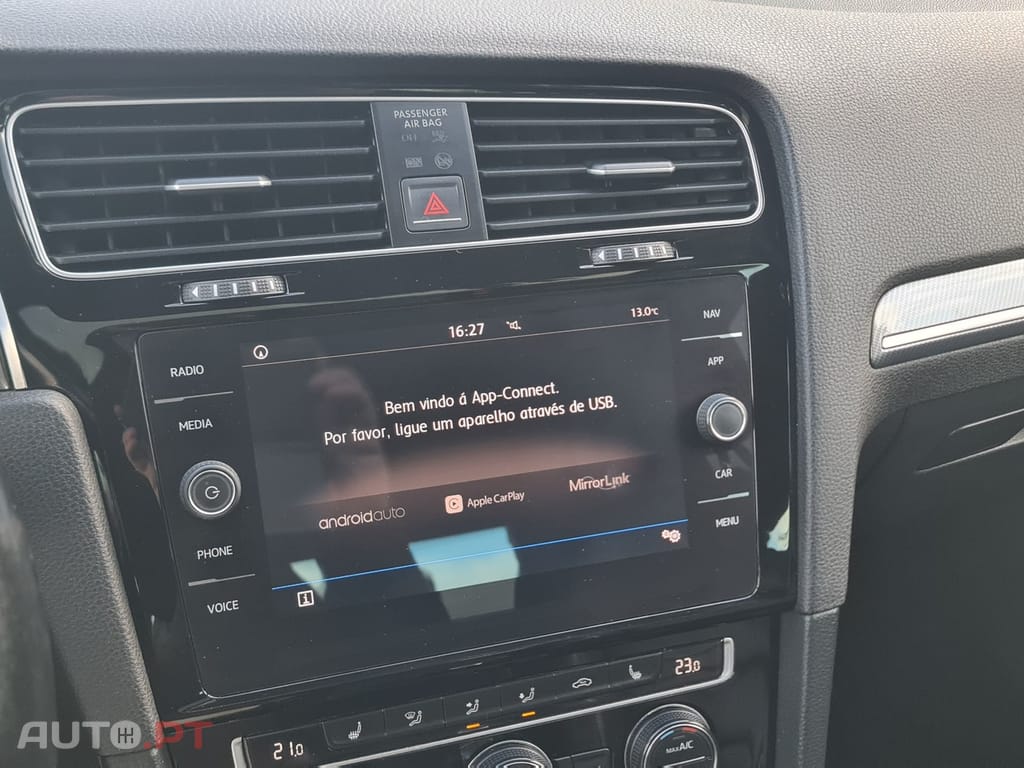 PASSENGER
AIR BAG
OFF
16:27
13.0°C
RADIO
MEDIA
PHONE
VOICE
NAV
APP
CAR
MENU
Bem vindo á App-Connect.
Por favor, ligue um aparelho através de USB.
androidauto
Apple CarPlay
MirrorLink
21.0
23.0
MAX A/C
AUTO.PT